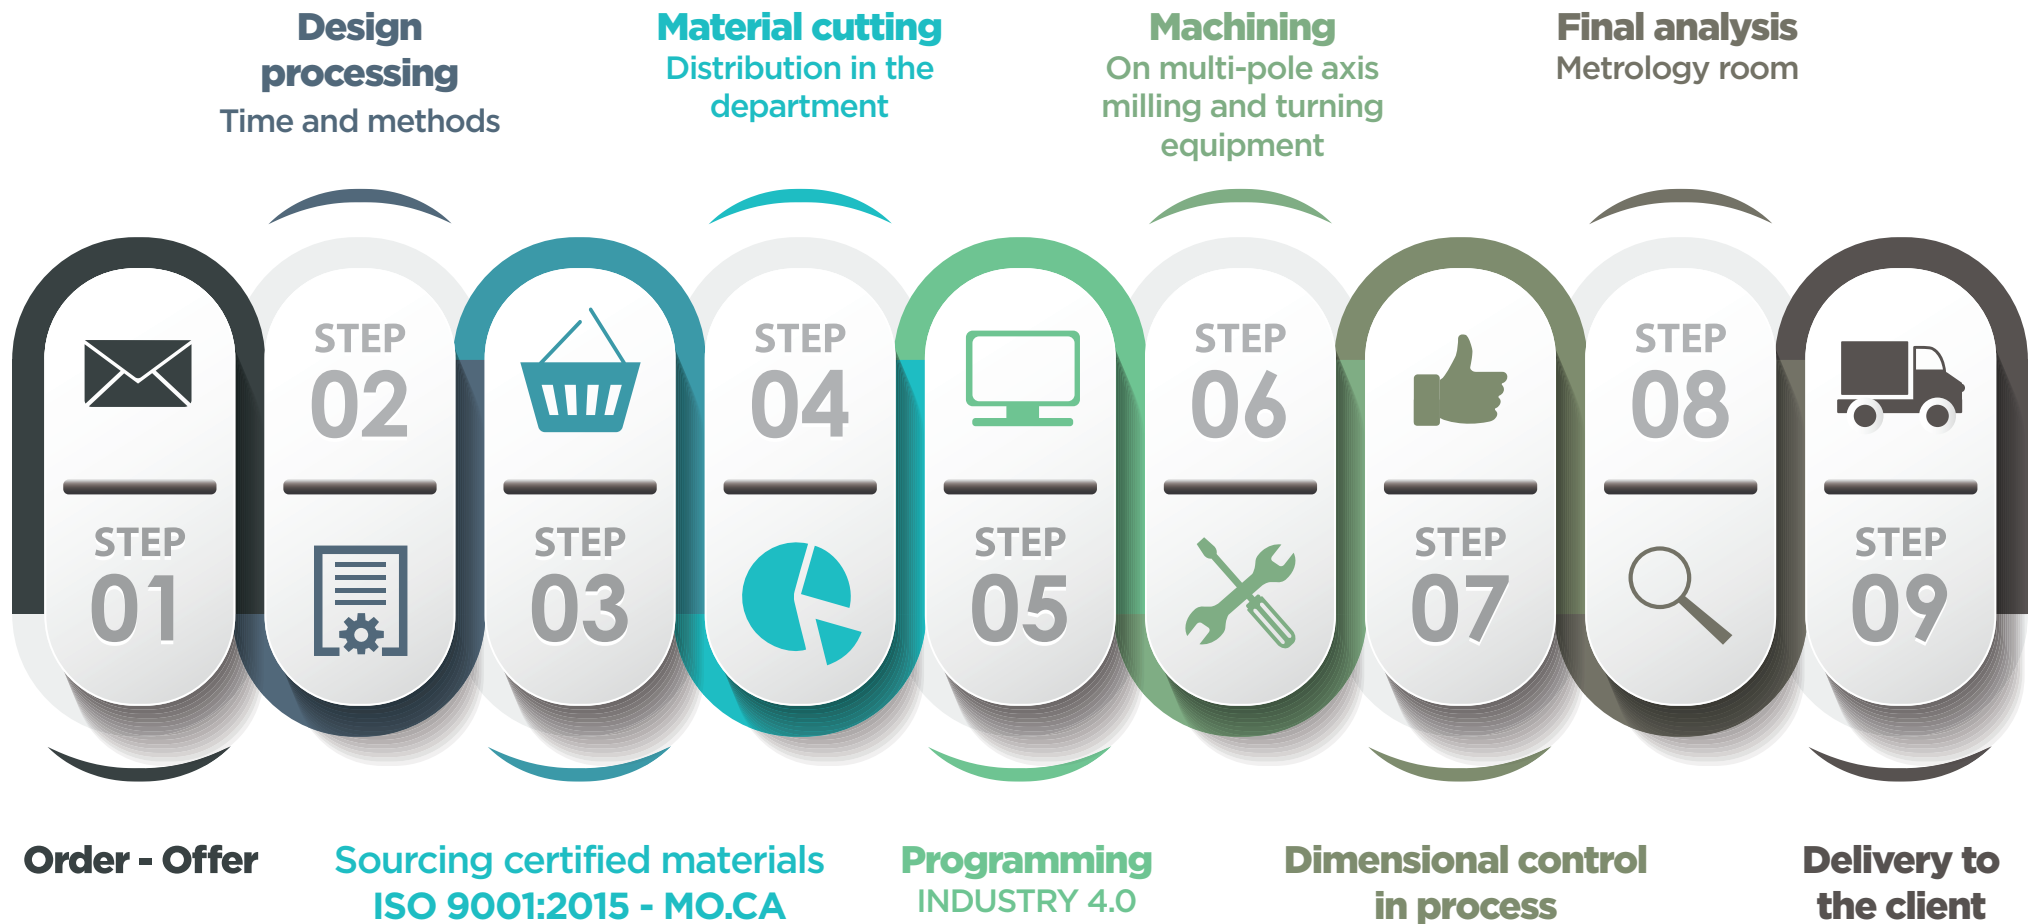 Design
processing
Time and methods
Material cutting
Distribution in the
department
Machining
On multi-pole axis
milling and turning
equipment
Final analysis
Metrology room
STEP
01
STEP
02
STEP
03
STEP
04
STEP
05
STEP
06
STEP
07
STEP
08
STEP
09
Order - Offer
Sourcing certified materials
ISO 9001:2015 - MO.CA
Programming
INDUSTRY 4.0
Dimensional control
in process
Delivery to
the client